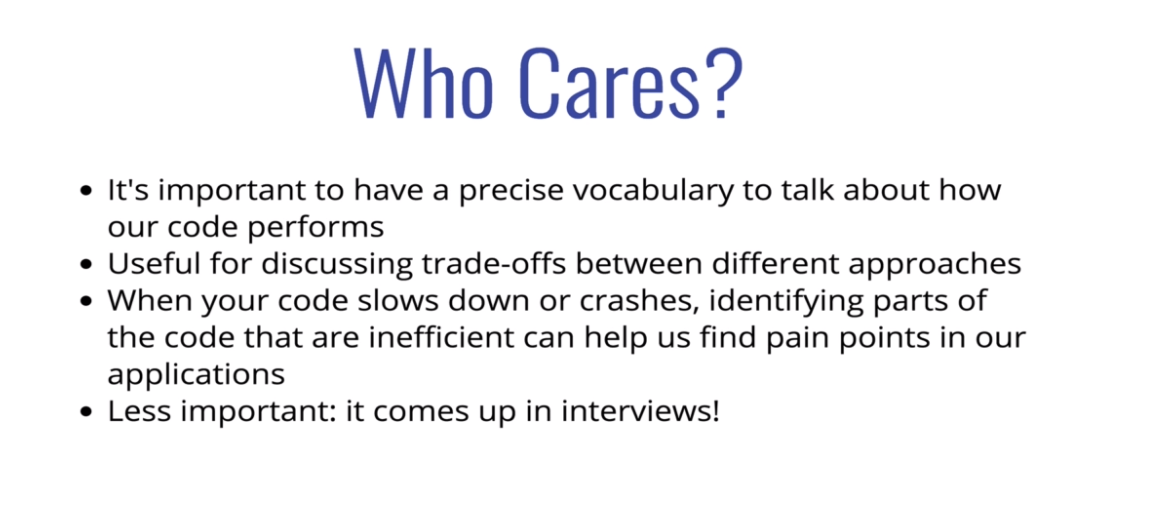 Who Cares?
• It's important to have a precise vocabulary to talk about how
our code performs
• Useful for discussing trade-offs between different approaches
• When your code slows down or crashes, identifying parts of
the code that are inefficient can help us find pain points in our
applications
• Less important: it comes up in interviews!